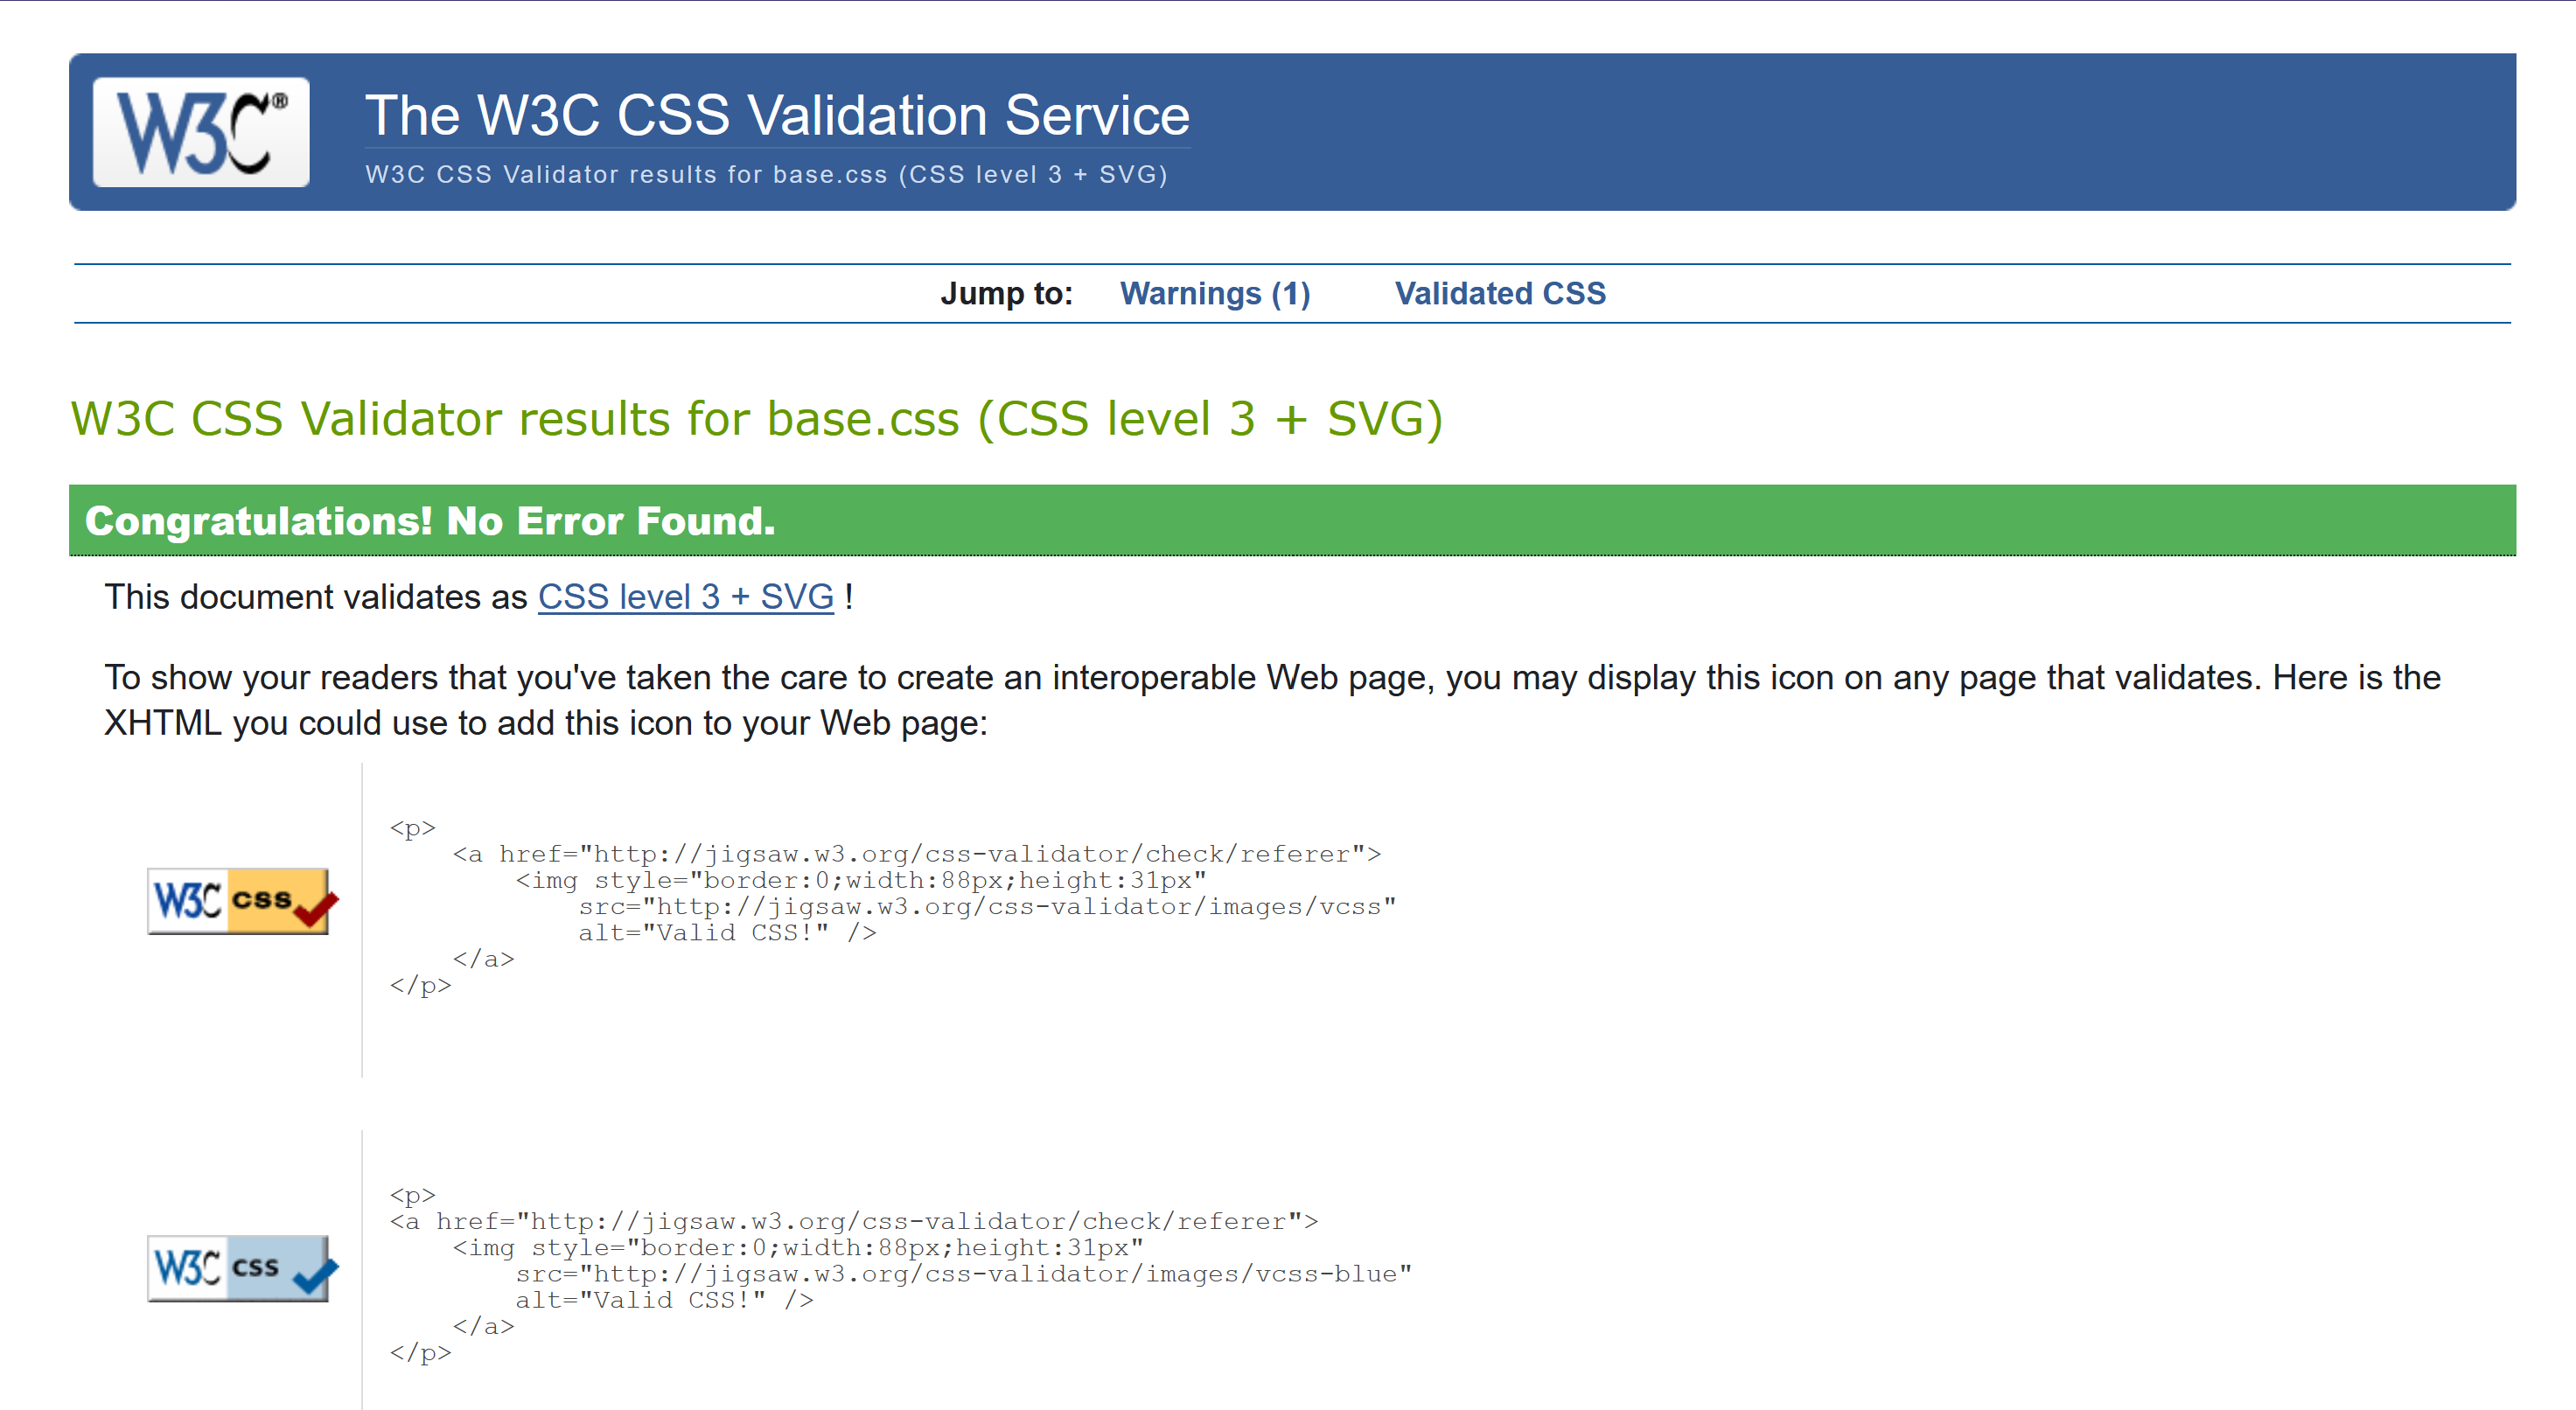 W3C®
The W3C CSS Validation Service
W3C CSS Validator results for base.css (CSS level 3 + SVG)
Jump to: Warnings (1) Validated CSS
W3C CSS Validator results for base.css (CSS level 3 + SVG)
Congratulations! No Error Found.
This document validates as CSS level 3 + SVG !
To show your readers that you've taken the care to create an interoperable Web page, you may display this icon on any page that validates. Here is the
XHTML you could use to add this icon to your Web page:
W3C css
<p>
    <a href="http://jigsaw.w3.org/css-validator/check/referer">
        <img style="border:0;width:88px;height:31px"
            src="http://jigsaw.w3.org/css-validator/images/vcss"
            alt="Valid CSS!" />
    </a>
</p>
W3C css
<p>
<a href="http://jigsaw.w3.org/css-validator/check/referer">
    <img style="border:0;width:88px;height:31px"
        src="http://jigsaw.w3.org/css-validator/images/vcss-blue"
        alt="Valid CSS!" />
    </a>
</p>